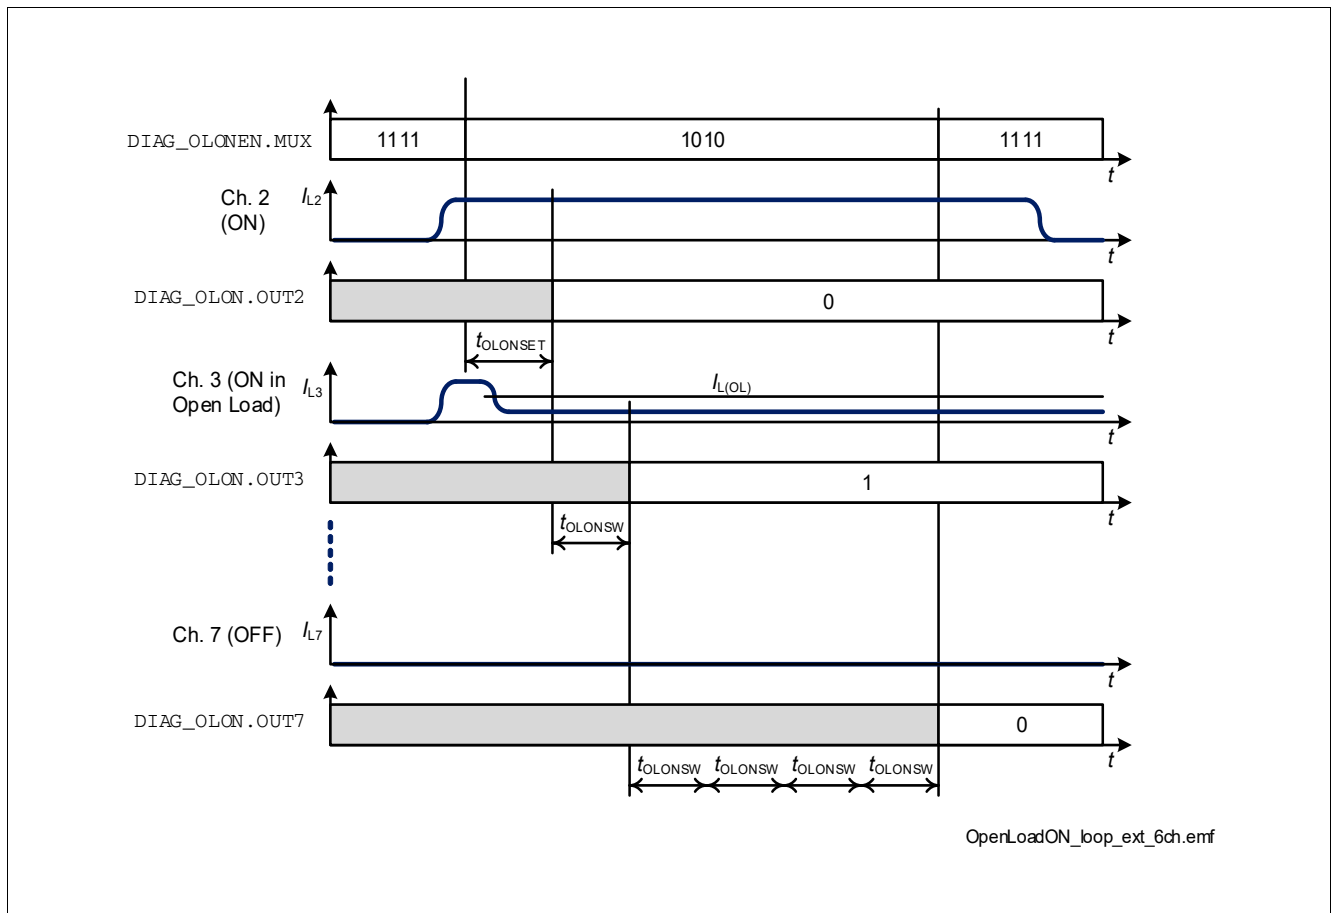 DIAG_OLONEN.MUX
1111
1010
1111
t
Ch. 2
(ON)
IL2
t
DIAG_OLON.OUT2
0
t
tOLONSET
Ch. 3 (ON in
Open Load)
IL3
IL(OL)
t
DIAG_OLON.OUT3
1
t
tOLONSW
Ch. 7 (OFF)
IL7
t
DIAG_OLON.OUT7
0
t
tOLONSW tOLONSW tOLONSW tOLONSW
OpenLoadON_loop_ext_6ch.emf